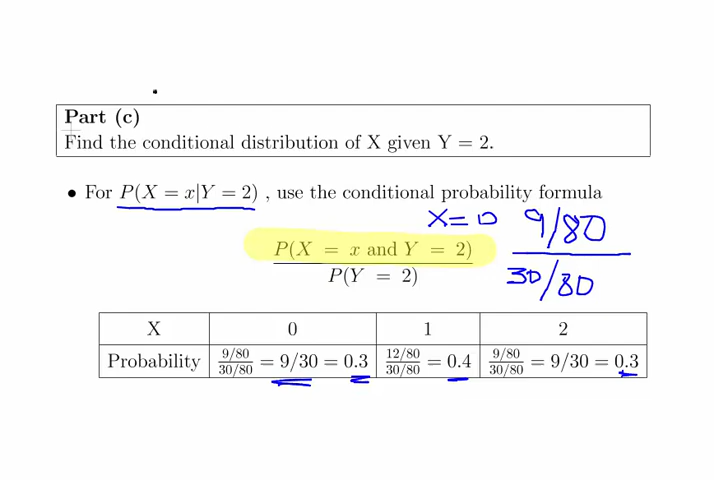 Part (c)
Find the conditional distribution of X given Y = 2.
• For P(X = x|Y = 2) , use the conditional probability formula
X=0 9/80
30/80
P(X = x and Y = 2)
P(Y = 2)
X 0 1 2
Probability 9/80 / 30/80 = 9/30 = 0.3 12/80 / 30/80 = 0.4 9/80 / 30/80 = 9/30 = 0.3